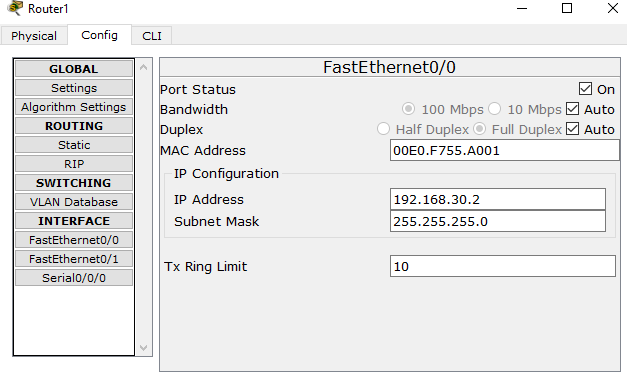 Router1
Physical Config CLI
GLOBAL
Settings
Algorithm Settings
ROUTING
Static
RIP
SWITCHING
VLAN Database
INTERFACE
FastEthernet0/0
FastEthernet0/1
Serial0/0/0
FastEthernet0/0
Port Status On
Bandwidth 100 Mbps 10 Mbps Auto
Duplex Half Duplex Full Duplex Auto
MAC Address 00E0.F755.A001
IP Configuration
IP Address 192.168.30.2
Subnet Mask 255.255.255.0
Tx Ring Limit 10